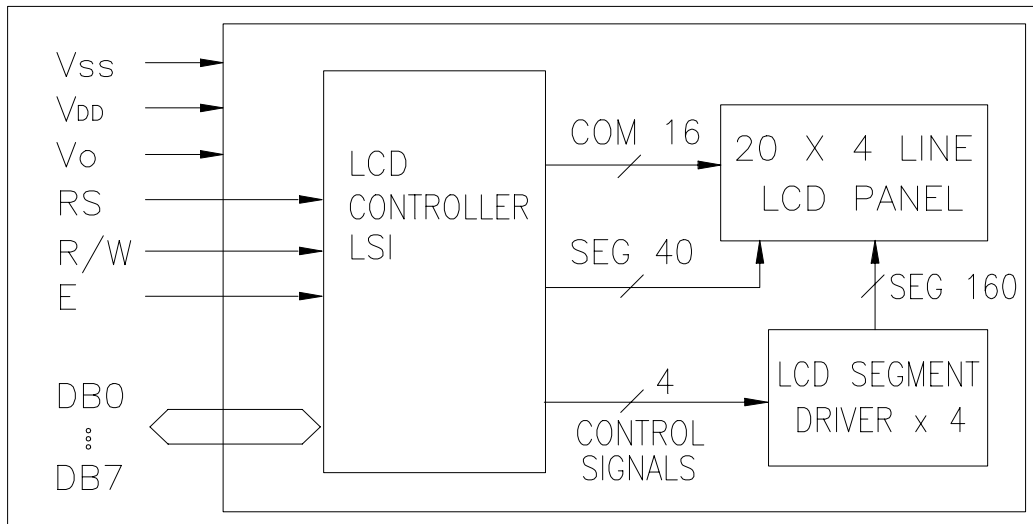 Vss
VDD
Vo
RS
R/W
E
DB0
DB7
LCD
CONTROLLER
LSI
COM 16
SEG 40
4
CONTROL
SIGNALS
20 X 4 LINE
LCD PANEL
SEG 160
LCD SEGMENT
DRIVER x 4